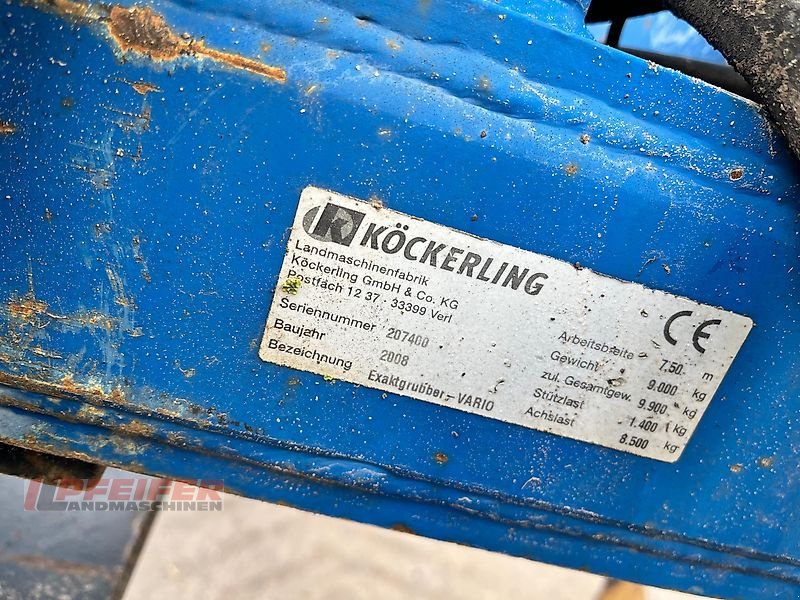 KÖCKERLING
Landmaschinenfabrik
Köckerling GmbH & Co. KG
Postfach 12 37 · 33399 Verl
Seriennummer 207400
Baujahr 2008
Bezeichnung Exaktgrubber - VARIO
CE
Arbeitsbreite 7.50 m
Gewicht 9.000 kg
zul. Gesamtgew. 9.900 kg
Stützlast 1.400 kg
Achslast 8.500 kg
PFEIFER
LANDMASCHINEN